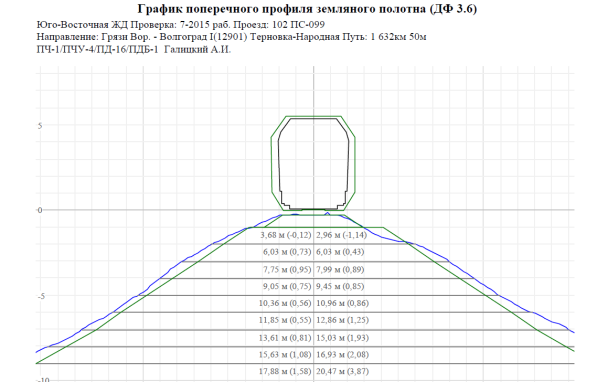 График поперечного профиля земляного полотна (ДФ 3.6)
Юго-Восточная ЖД Проверка: 7-2015 раб. Проезд: 102 ПС-099
Направление: Грязи Вор. - Волгоград I(12901) Терновка-Народная Путь: 1 632км 50м
ПЧ-1/ПЧУ-4/ПД-16/ПДБ-1 Галицкий А.И.
5
0
3,68 м (-0,12) 2,96 м (-1,14)
6,03 м (0,73) 6,03 м (0,43)
7,75 м (0,95) 7,99 м (0,89)
9,05 м (0,75) 9,45 м (0,85)
-5
10,36 м (0,56) 10,96 м (0,86)
11,85 м (0,55) 12,86 м (1,25)
13,61 м (0,81) 15,03 м (1,93)
15,63 м (1,08) 16,93 м (2,08)
17,88 м (1,58) 20,47 м (3,87)
-10